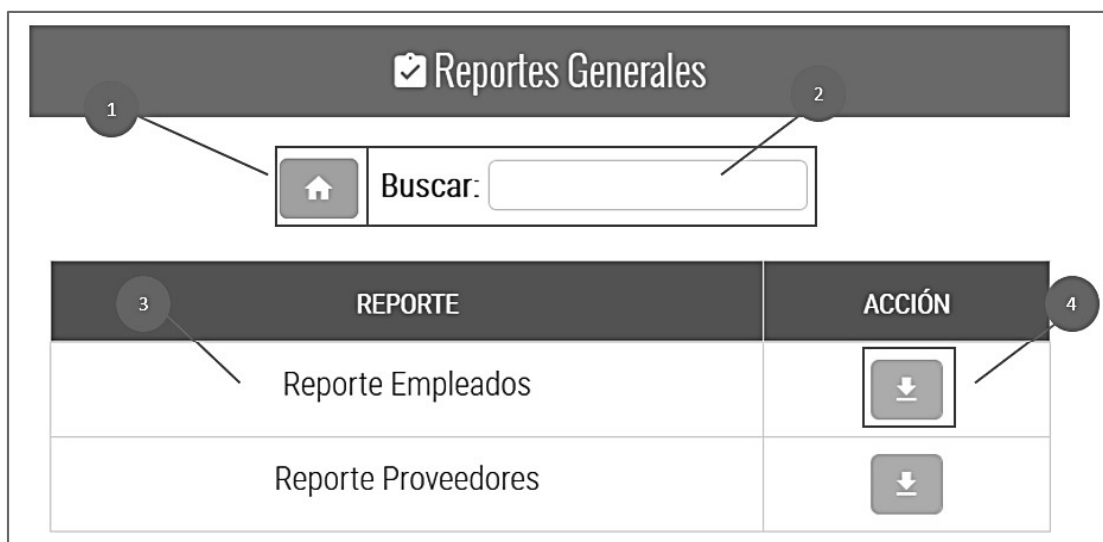 Reportes Generales
1
2
Buscar:
3
REPORTE
ACCIÓN
4
Reporte Empleados
Reporte Proveedores